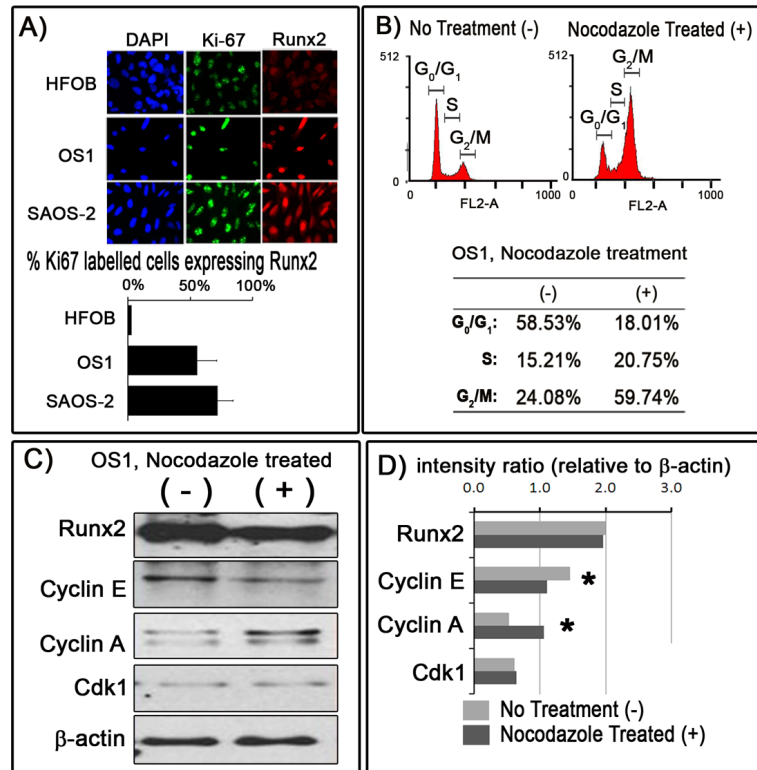 A)
DAPI Ki-67 Runx2
HFOB
OS1
SAOS-2
% Ki67 labelled cells expressing Runx2
0% 50% 100%
HFOB
OS1
SAOS-2
B)
No Treatment (-)
512
G0/G1
S
G2/M
0
0 1000
FL2-A
Nocodazole Treated (+)
512
G2/M
S
G0/G1
0
0 1000
FL2-A
OS1, Nocodazole treatment
(-) (+)
G0/G1: 58.53% 18.01%
S: 15.21% 20.75%
G2/M: 24.08% 59.74%
C)
OS1, Nocodazole treated
( - ) ( + )
Runx2
Cyclin E
Cyclin A
Cdk1
β-actin
D) intensity ratio (relative to β-actin)
0.0 1.0 2.0 3.0
Runx2
Cyclin E *
Cyclin A *
Cdk1
No Treatment (-)
Nocodazole Treated (+)